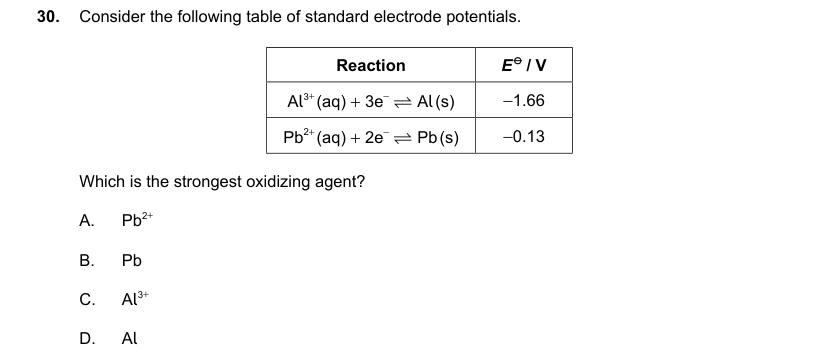 30. Consider the following table of standard electrode potentials.
Reaction E⦵ / V
Al³⁺ (aq) + 3e⁻ ⇌ Al (s) −1.66
Pb²⁺ (aq) + 2e⁻ ⇌ Pb (s) −0.13
Which is the strongest oxidizing agent?
A. Pb²⁺
B. Pb
C. Al³⁺
D. Al